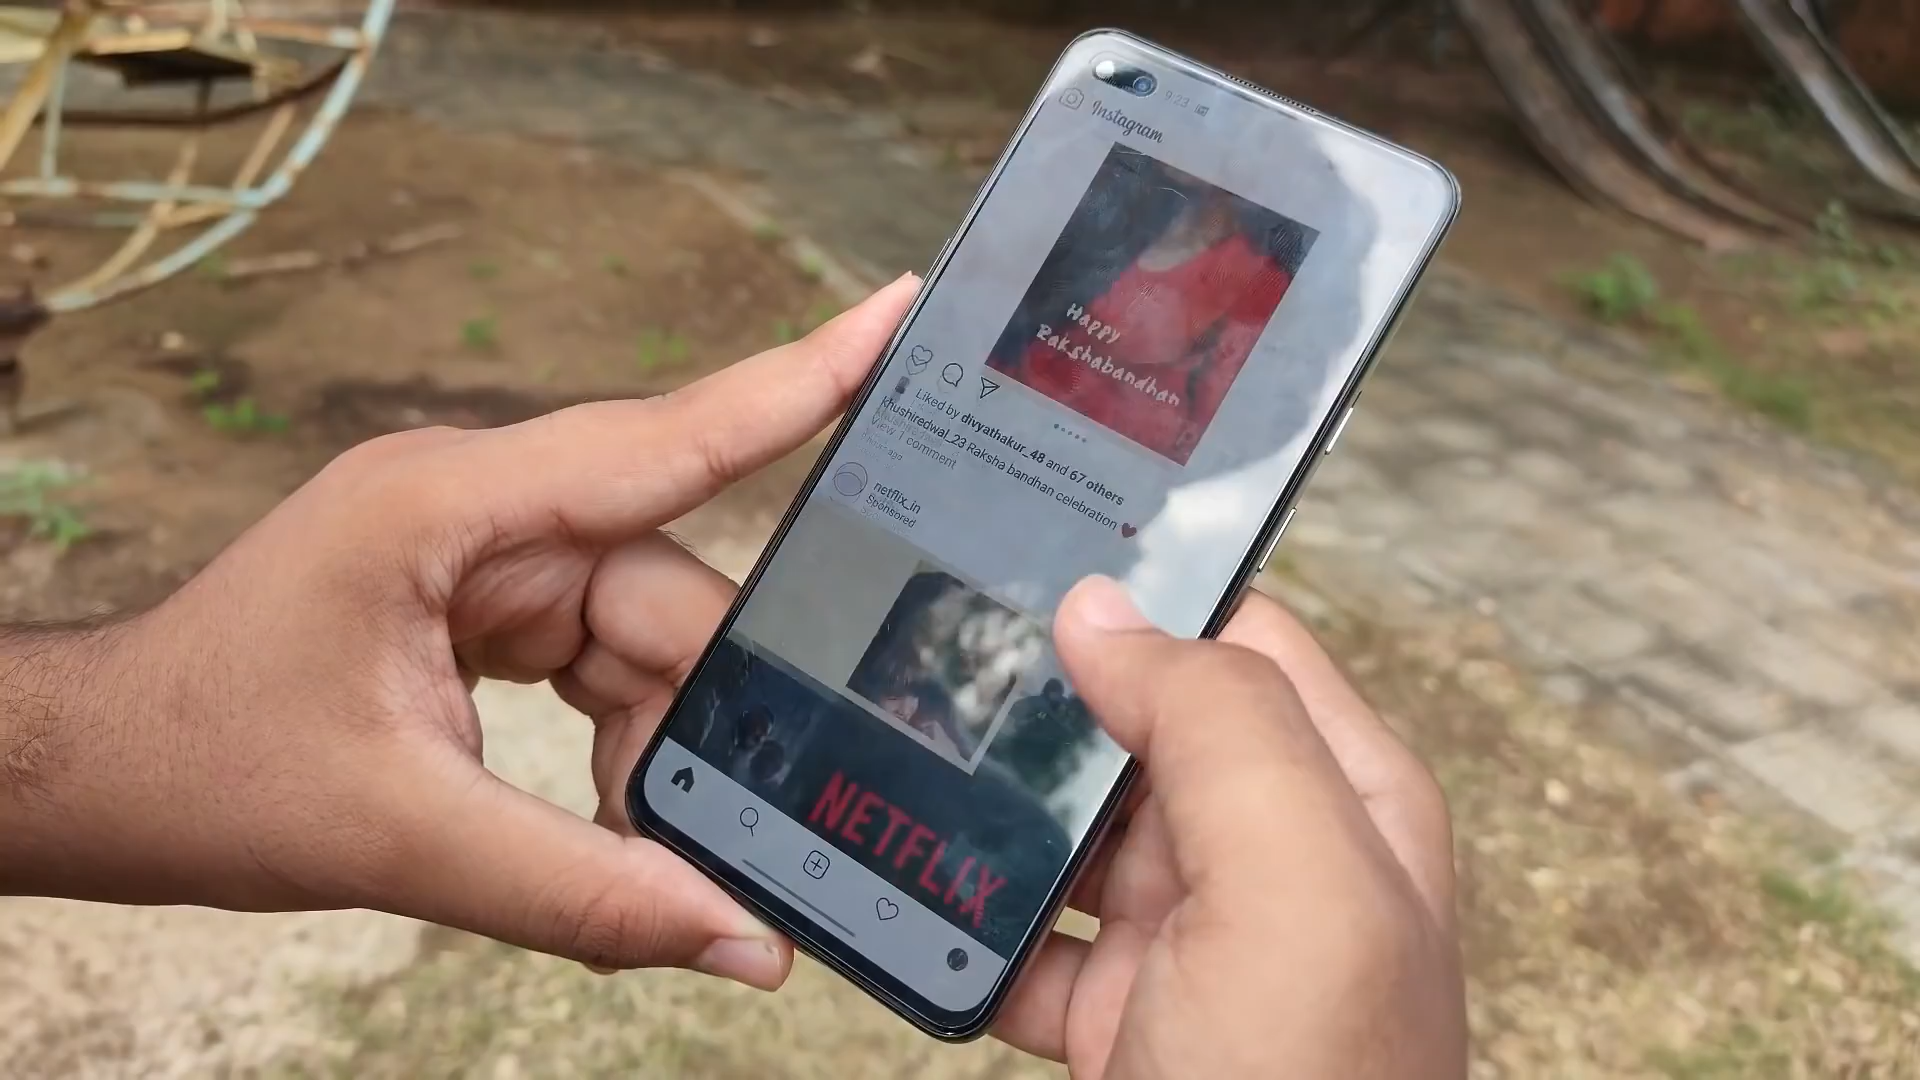 9:23
Instagram
Happy
Rakshabandhan
Liked by divyathakur_48 and 67 others
khushiredwal_23 Raksha bandhan celebration ❤
View 1 comment
netflix_in
Sponsored
NETFLIX